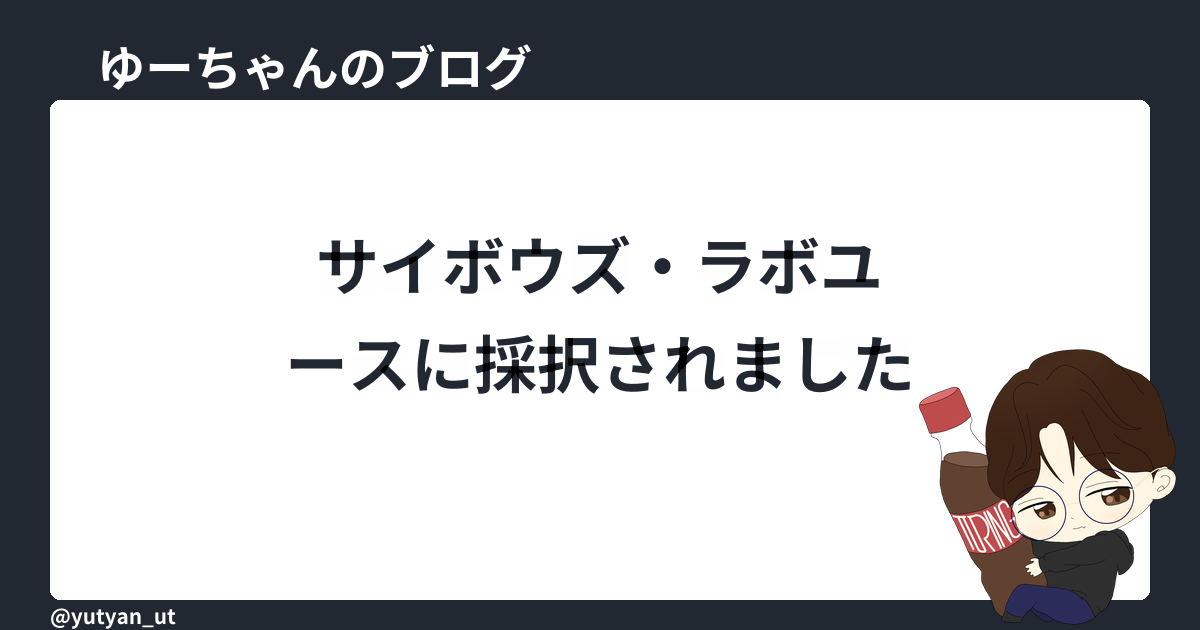 ゆーちゃんのブログ
サイボウズ・ラボユ
ースに採択されました
TURING
@yutyan_ut